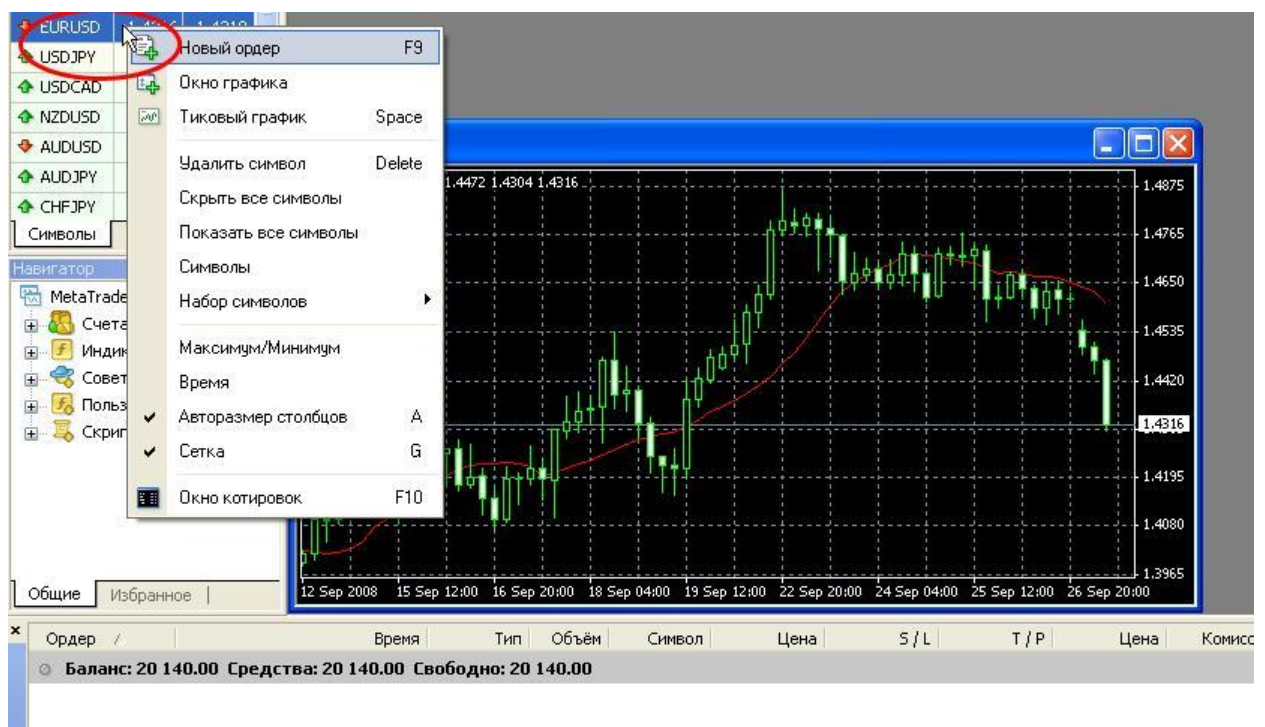 EURUSD
USDJPY
USDCAD
NZDUSD
AUDUSD
AUDJPY
CHFJPY
Символы
Новый ордер F9
Окно графика
Тиковый график Space
Удалить символ Delete
Скрыть все символы
Показать все символы
Символы
Набор символов
Максимум/Минимум
Время
Авторазмер столбцов A
Сетка G
Окно котировок F10
Навигатор
MetaTrade
Счета
Индик
Совет
Польз
Скрип
Общие Избранное
1.4472 1.4304 1.4316
1.4875
1.4765
1.4650
1.4535
1.4420
1.4316
1.4195
1.4080
1.3965
12 Sep 2008 15 Sep 12:00 16 Sep 20:00 18 Sep 04:00 19 Sep 12:00 22 Sep 20:00 24 Sep 04:00 25 Sep 12:00 26 Sep 20:00
Ордер / Время Тип Объём Символ Цена S / L T / P Цена Комисс
Баланс: 20 140.00 Средства: 20 140.00 Свободно: 20 140.00